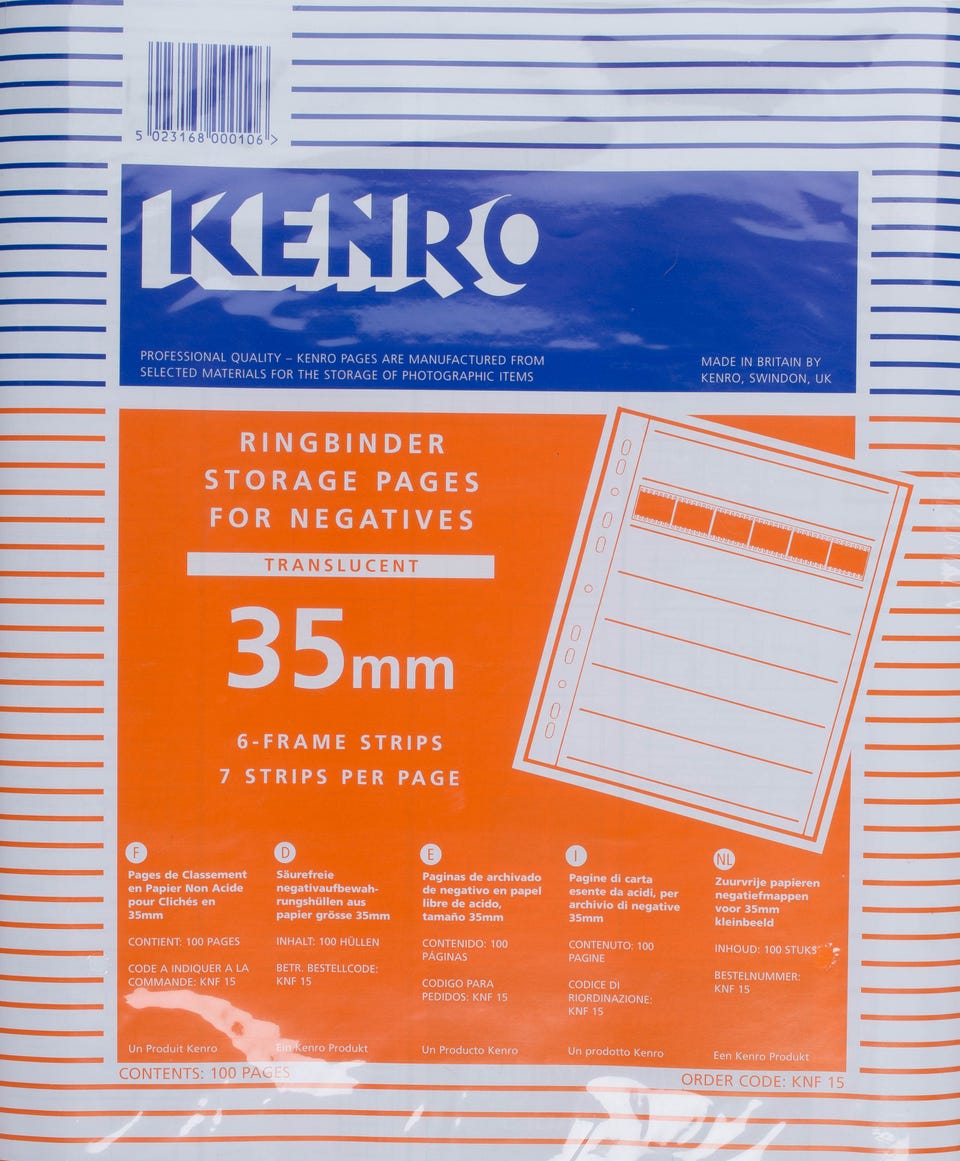 5 023168 000106 >
KENRO
PROFESSIONAL QUALITY – KENRO PAGES ARE MANUFACTURED FROM
SELECTED MATERIALS FOR THE STORAGE OF PHOTOGRAPHIC ITEMS
MADE IN BRITAIN BY
KENRO, SWINDON, UK
RINGBINDER
STORAGE PAGES
FOR NEGATIVES
TRANSLUCENT
35mm
6-FRAME STRIPS
7 STRIPS PER PAGE
F
Pages de Classement
en Papier Non Acide
pour Clichés en
35mm
CONTIENT: 100 PAGES
CODE A INDIQUER A LA
COMMANDE: KNF 15
Un Produit Kenro
D
Säurefreie
negativaufbewah-
rungshüllen aus
papier grösse 35mm
INHALT: 100 HÜLLEN
BETR. BESTELLCODE:
KNF 15
Ein Kenro Produkt
E
Paginas de archivado
de negativo en papel
libre de acido,
tamaño 35mm
CONTENIDO: 100
PÁGINAS
CODIGO PARA
PEDIDOS: KNF 15
Un Producto Kenro
I
Pagine di carta
esente da acidi, per
archivio di negative
35mm
CONTENUTO: 100
PAGINE
CODICE DI
RIORDINAZIONE:
KNF 15
Un prodotto Kenro
NL
Zuurvrije papieren
negatiefmappen
voor 35mm
kleinbeeld
INHOUD: 100 STUKS
BESTELNUMMER:
KNF 15
Een Kenro Produkt
CONTENTS: 100 PAGES
ORDER CODE: KNF 15